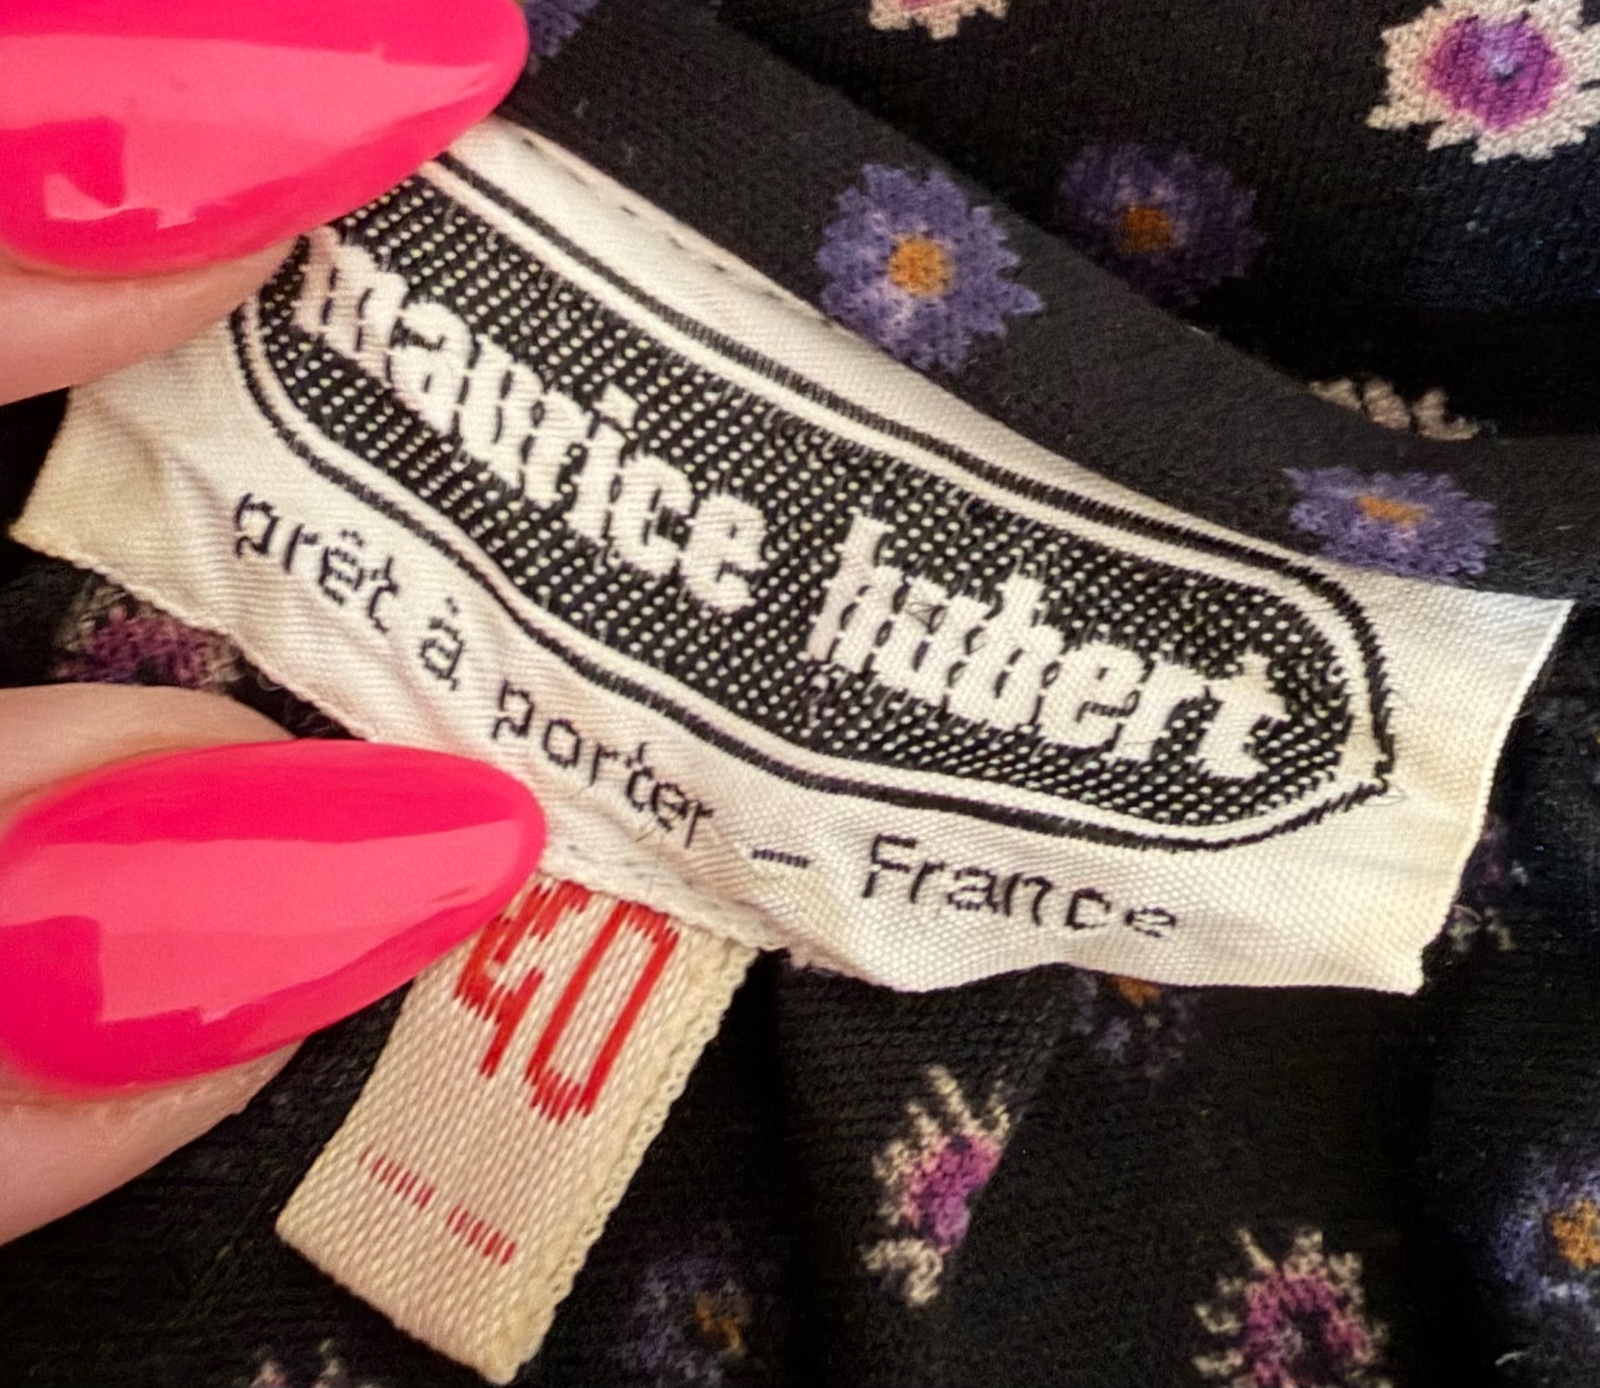 maurice hubert
prêt à porter – France
40